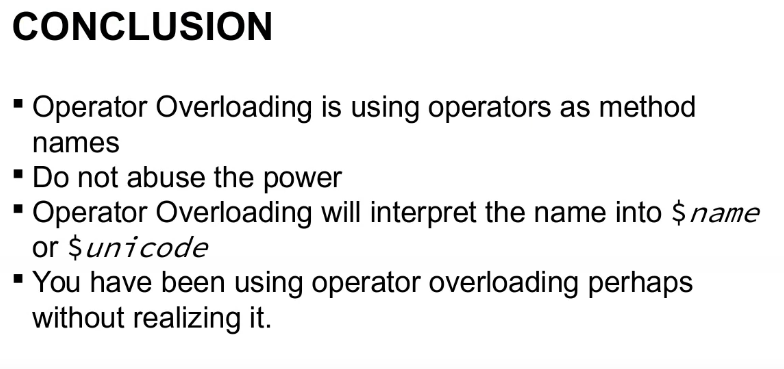 CONCLUSION
▪ Operator Overloading is using operators as method
names
▪ Do not abuse the power
▪ Operator Overloading will interpret the name into $name
or $unicode
▪ You have been using operator overloading perhaps
without realizing it.